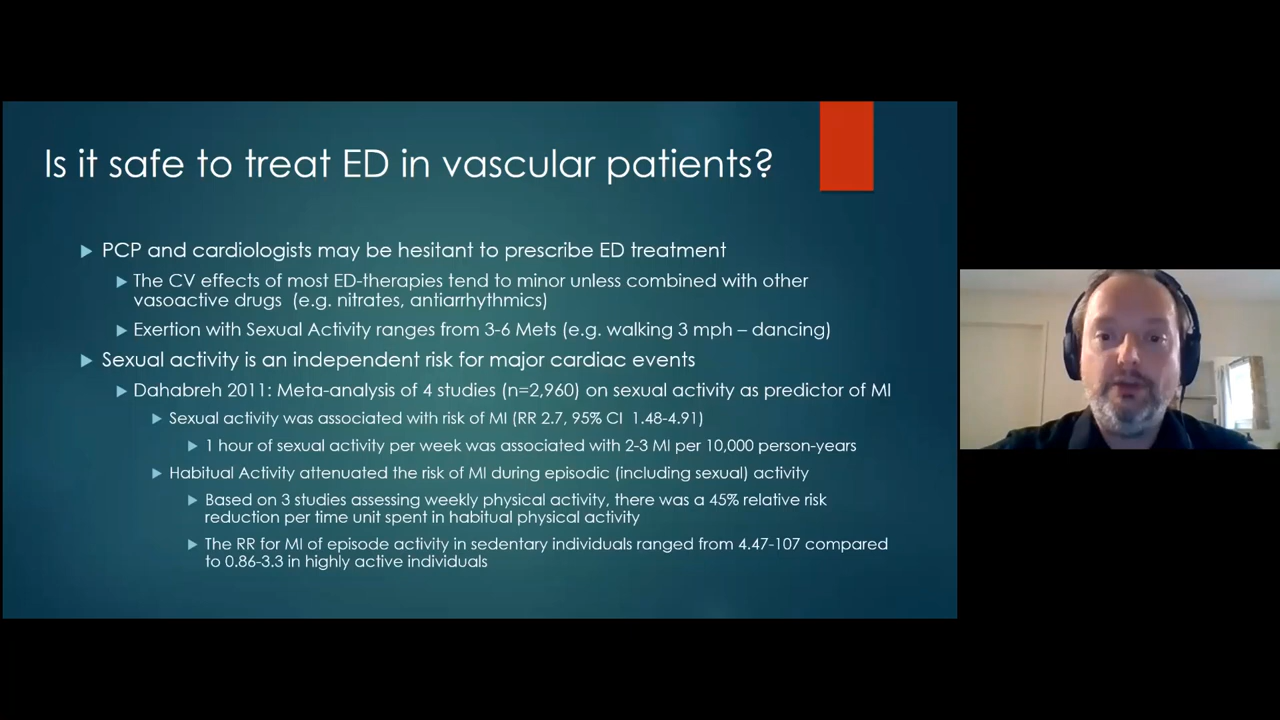 Is it safe to treat ED in vascular patients?
PCP and cardiologists may be hesitant to prescribe ED treatment
The CV effects of most ED-therapies tend to minor unless combined with other
vasoactive drugs (e.g. nitrates, antiarrhythmics)
Exertion with Sexual Activity ranges from 3-6 Mets (e.g. walking 3 mph – dancing)
Sexual activity is an independent risk for major cardiac events
Dahabreh 2011: Meta-analysis of 4 studies (n=2,960) on sexual activity as predictor of MI
Sexual activity was associated with risk of MI (RR 2.7, 95% CI 1.48-4.91)
1 hour of sexual activity per week was associated with 2-3 MI per 10,000 person-years
Habitual Activity attenuated the risk of MI during episodic (including sexual) activity
Based on 3 studies assessing weekly physical activity, there was a 45% relative risk
reduction per time unit spent in habitual physical activity
The RR for MI of episode activity in sedentary individuals ranged from 4.47-107 compared
to 0.86-3.3 in highly active individuals